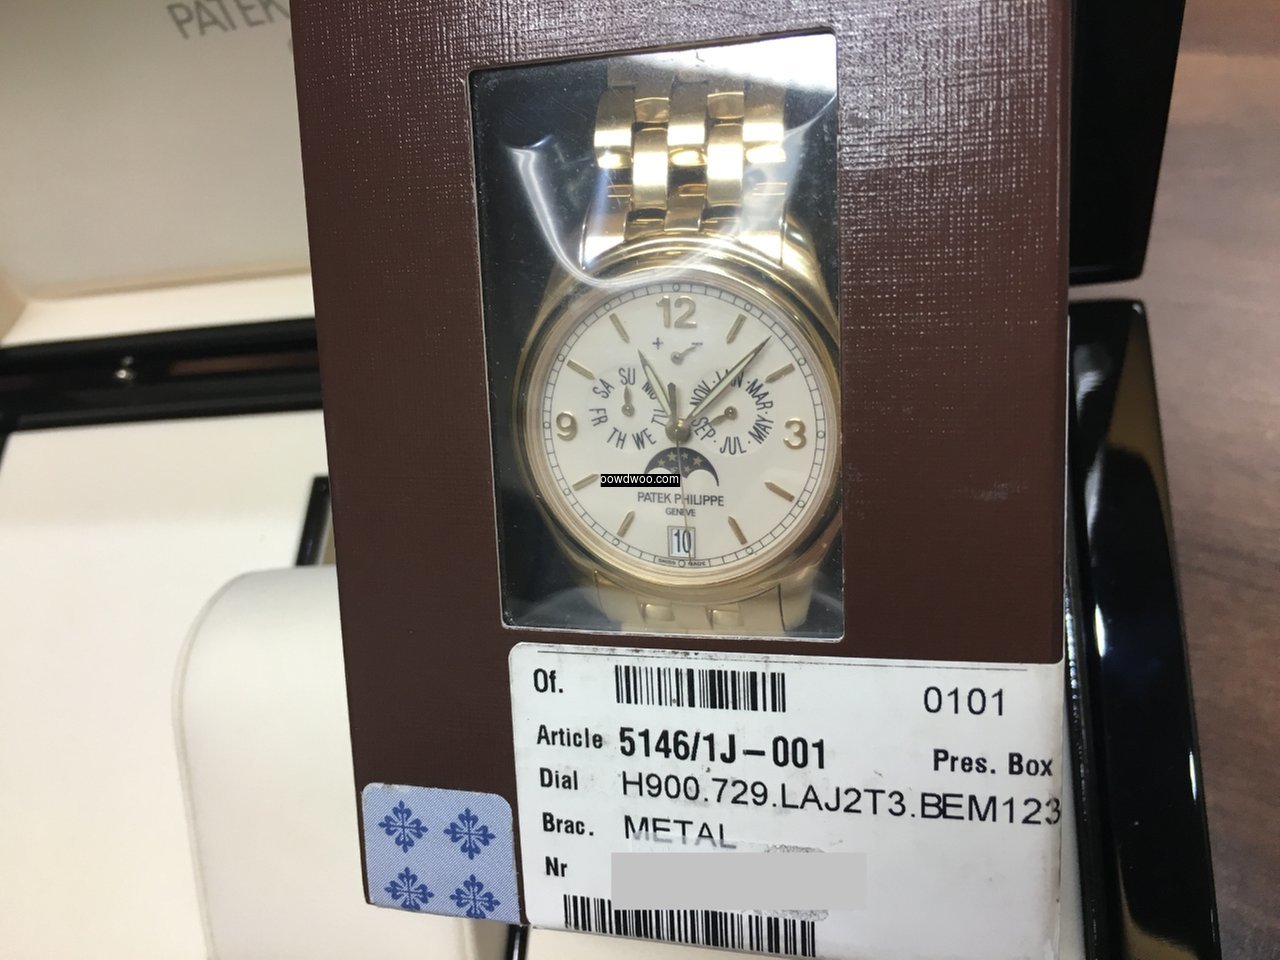 PATEK
12
+ −
SA SU
FR TH WE TU
NOV·JAN·MAR·MAY·JUL·SEP·
9
3
oowdwoo.com
PATEK PHILIPPE
GENEVE
10
SWISS MADE
Of.
0101
Article 5146/1J-001
Pres. Box
Dial H900.729.LAJ2T3.BEM123
Brac. METAL
Nr